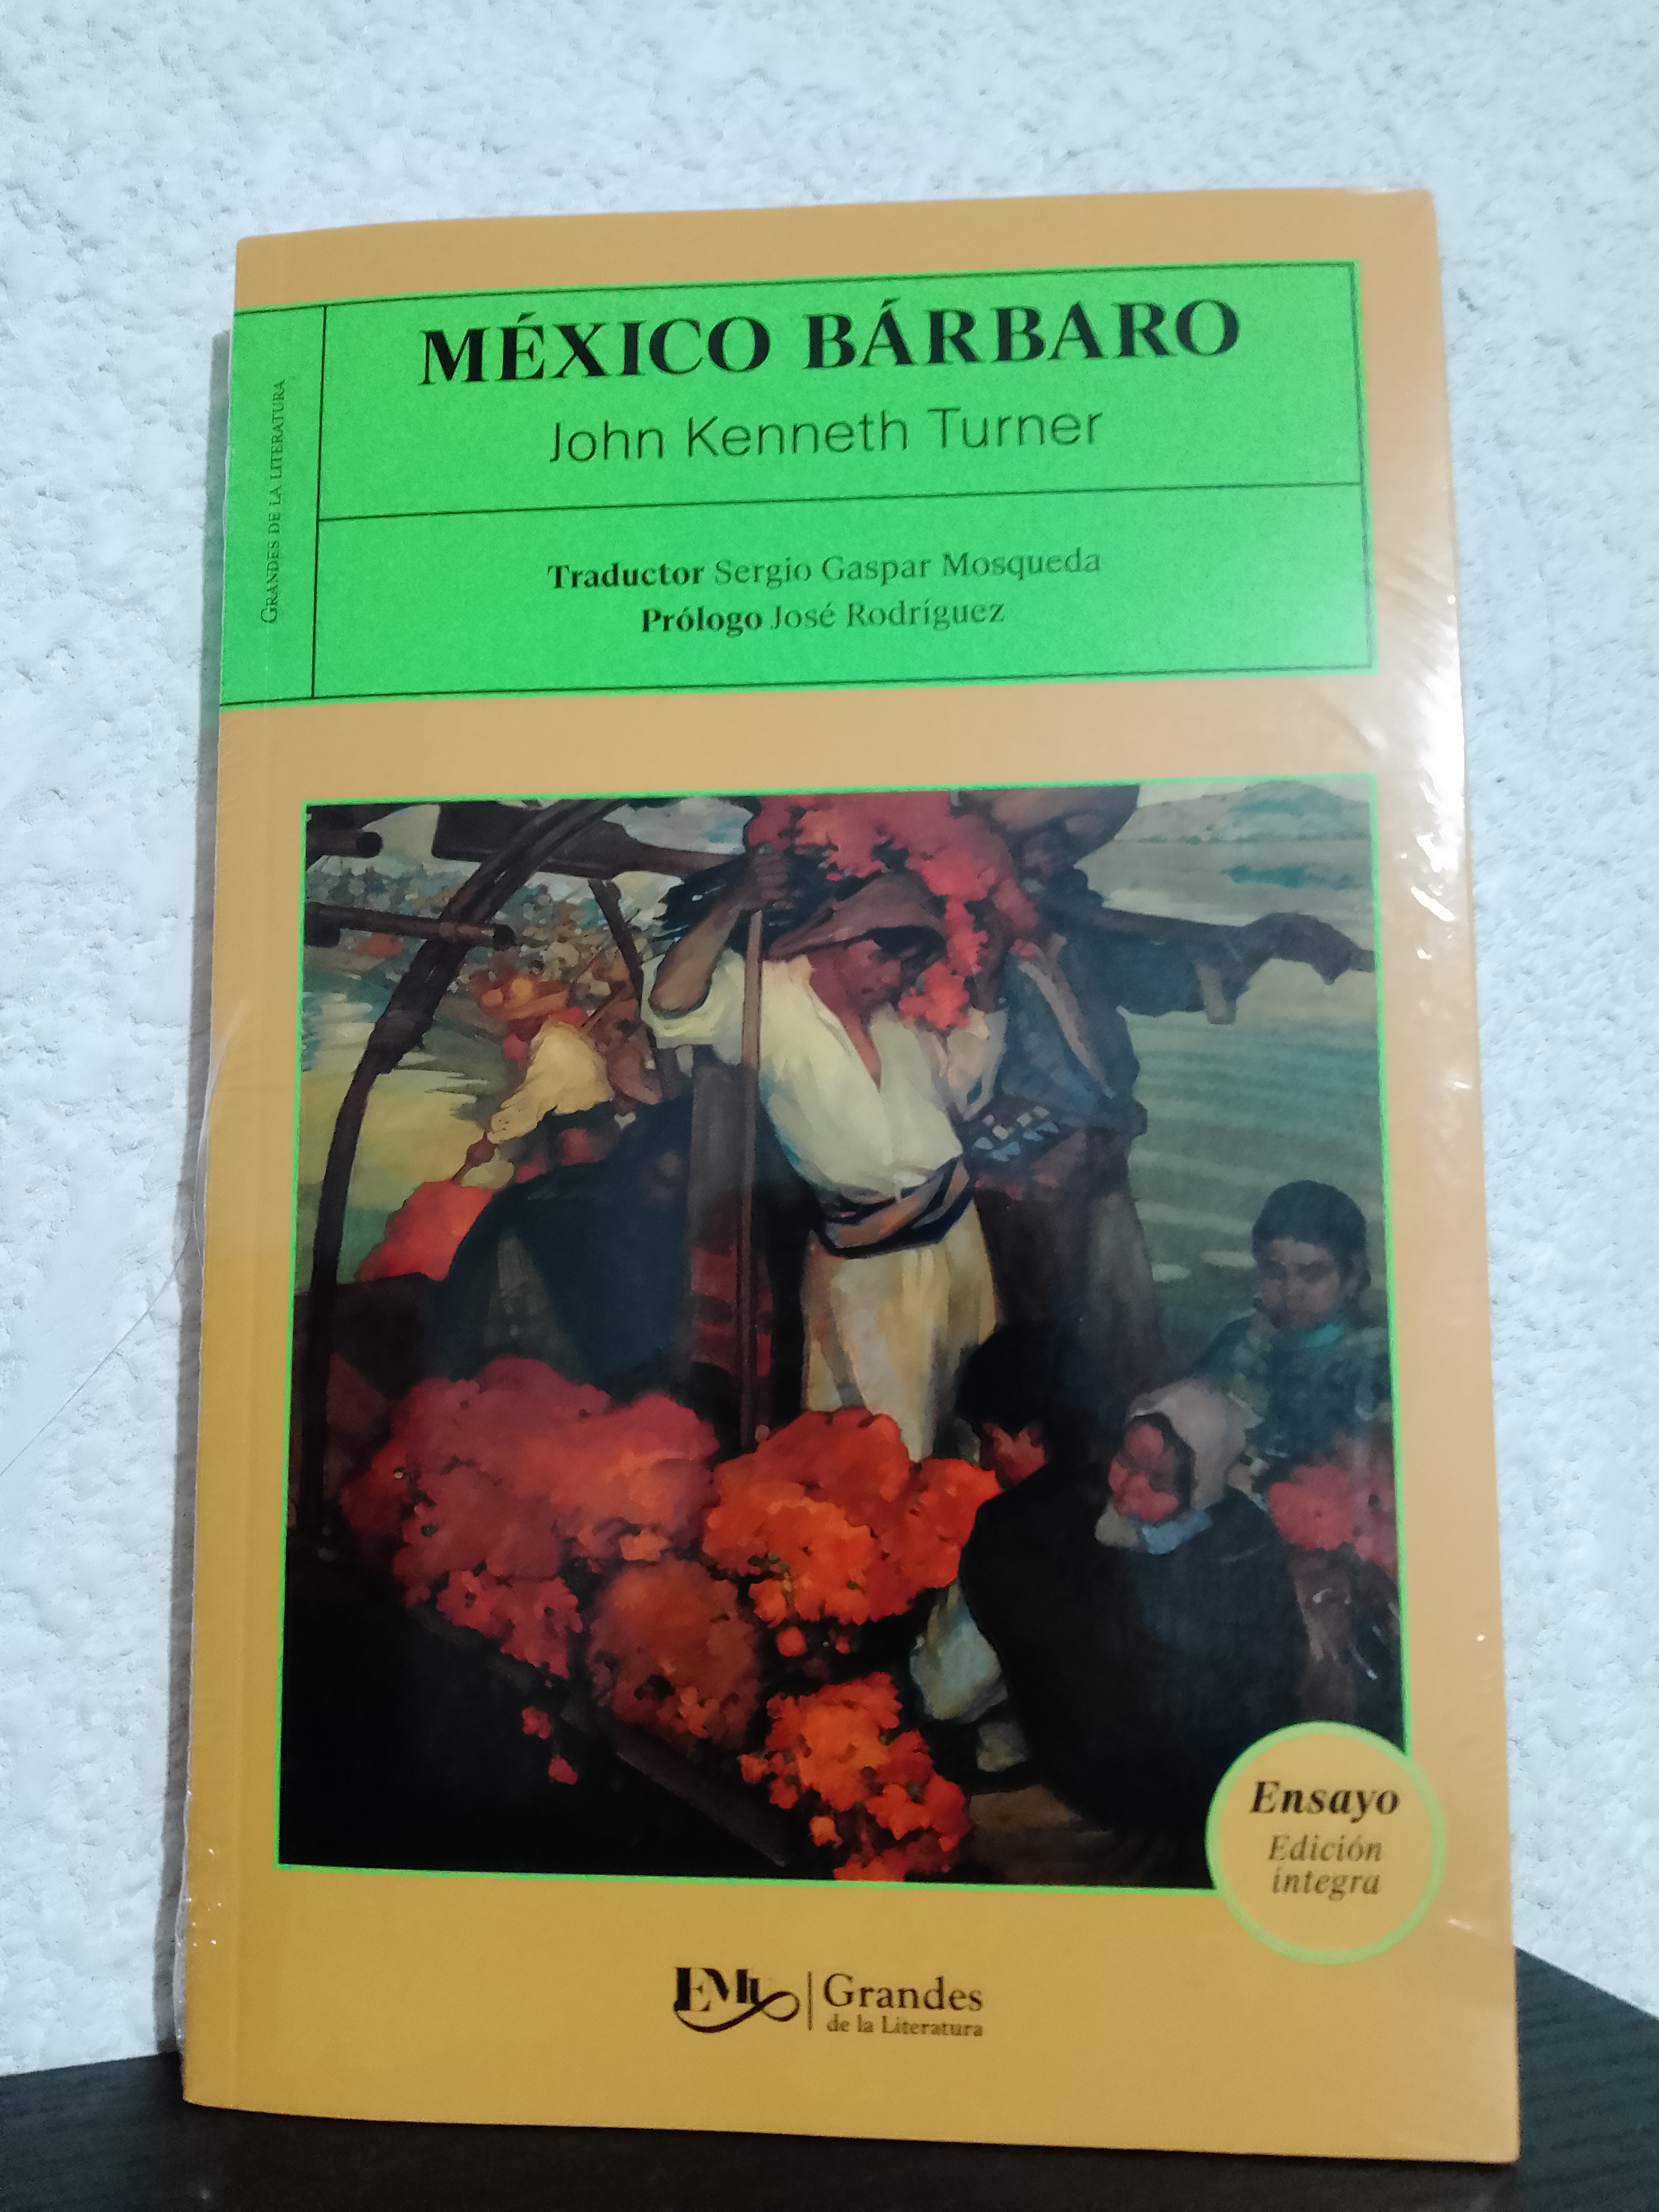 MÉXICO BÁRBARO
John Kenneth Turner
GRANDES DE LA LITERATURA
Traductor Sergio Gaspar Mosqueda
Prólogo José Rodríguez
Ensayo
Edición
íntegra
EMU
Grandes
de la Literatura